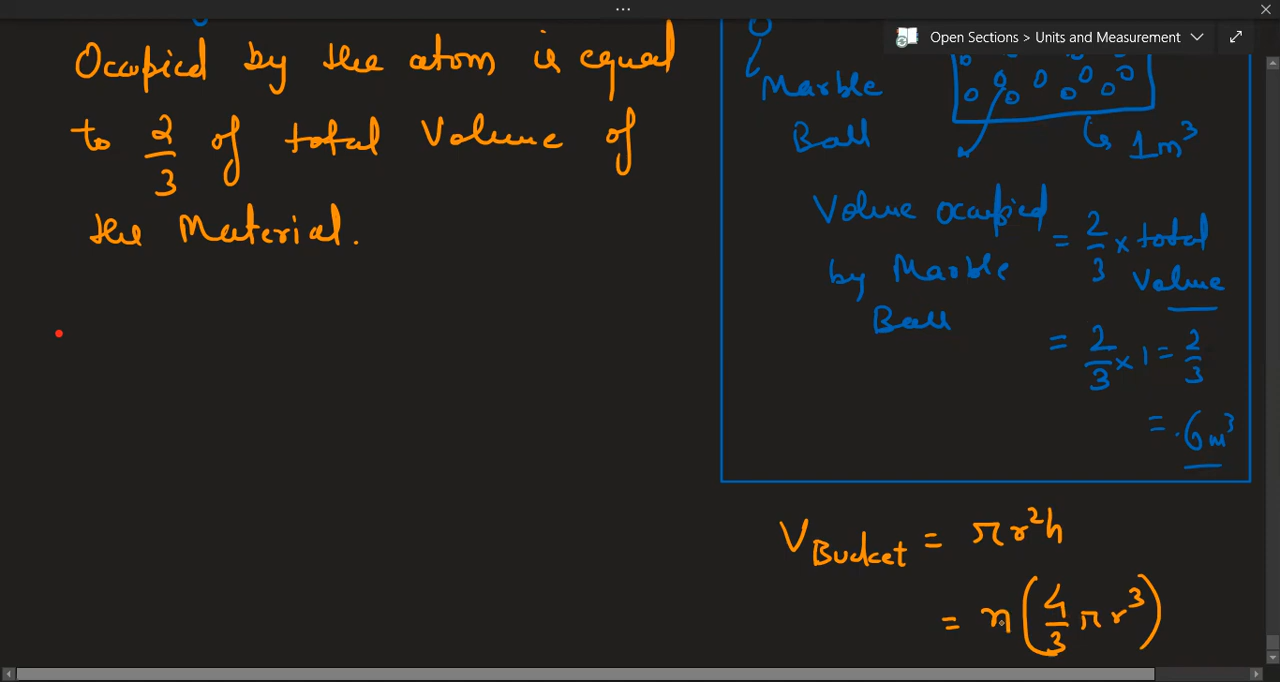 Open Sections > Units and Measurement
Occupied by the atom is equal
to 2/3 of total Volume of
the Material.
Marble
Ball
1m³
Volume occupied
by Marble
Ball
= 2/3 × total
Volume
= 2/3 × 1 = 2/3
= .6m³
V Bucket = πr²h
= n(4/3 πr³)